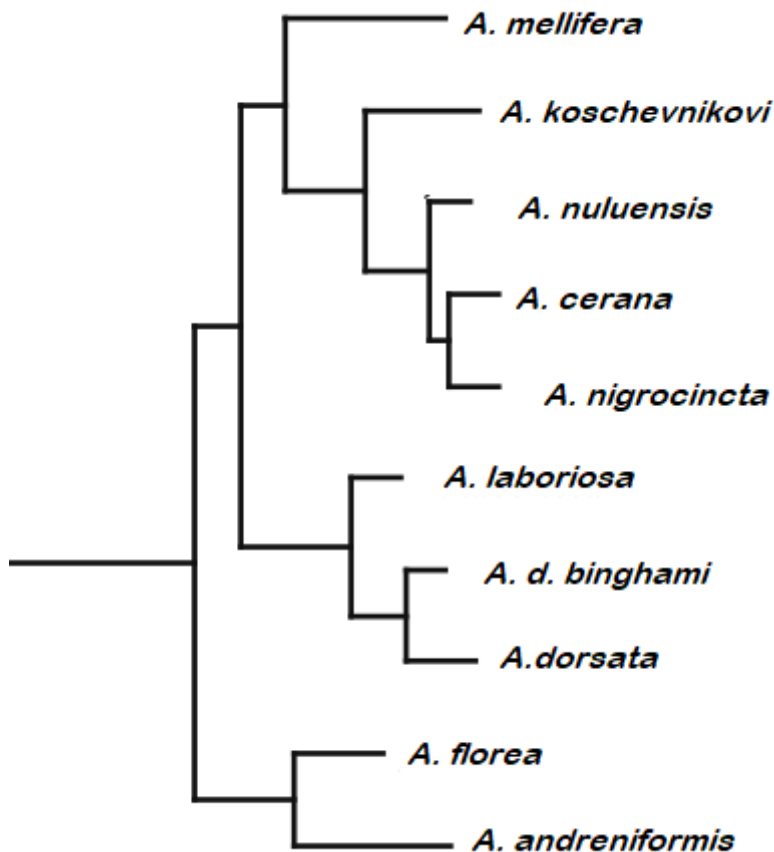 A. mellifera
A. koschevnikovi
A. nuluensis
A. cerana
A. nigrocincta
A. laboriosa
A. d. binghami
A.dorsata
A. florea
A. andreniformis